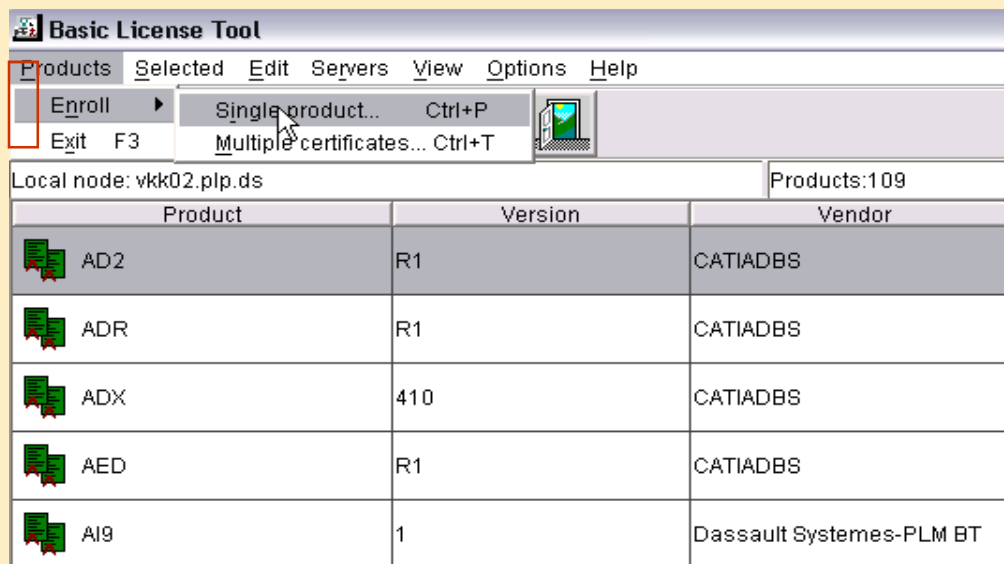 Basic License Tool
Products Selected Edit Servers View Options Help
Enroll Single product... Ctrl+P
Exit F3 Multiple certificates... Ctrl+T
Local node: vkk02.plp.ds Products:109
Product Version Vendor
AD2 R1 CATIADBS
ADR R1 CATIADBS
ADX 410 CATIADBS
AED R1 CATIADBS
AI9 1 Dassault Systemes-PLM BT